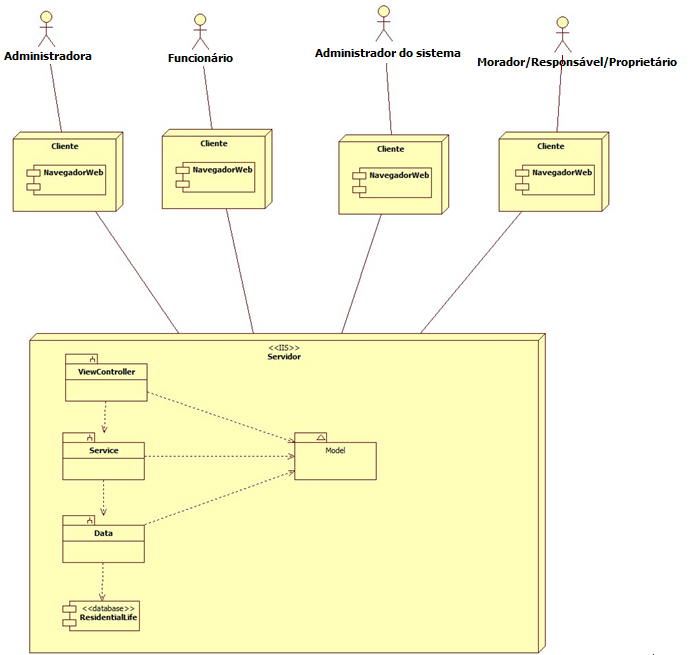 Administradora
Funcionário
Administrador do sistema
Morador/Responsável/Proprietário
Cliente
NavegadorWeb
Cliente
NavegadorWeb
Cliente
NavegadorWeb
Cliente
NavegadorWeb
<<IIS>>
Servidor
ViewController
Service
Model
Data
<<database>>
ResidentialLife